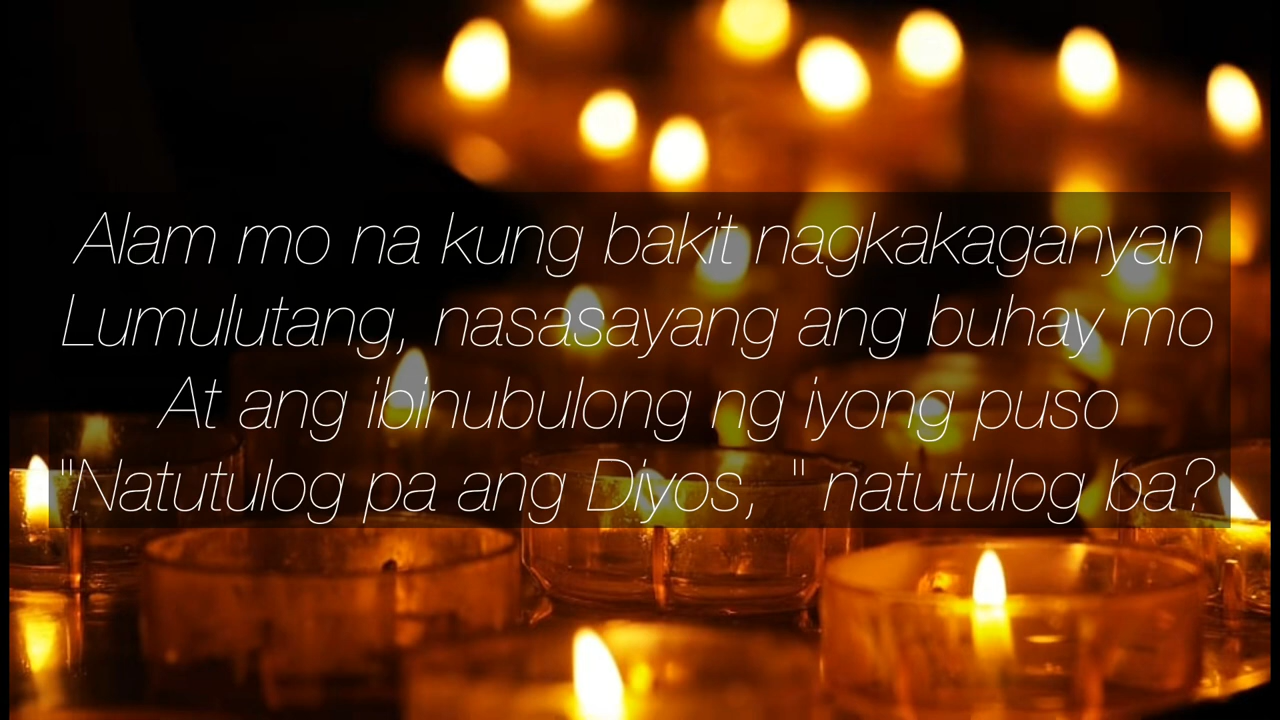 Alam mo na kung bakit nagkakaganyan
Lumulutang, nasasayang ang buhay mo
At ang ibinubulong ng iyong puso
"Natutulog pa ang Diyos, " natutulog ba?